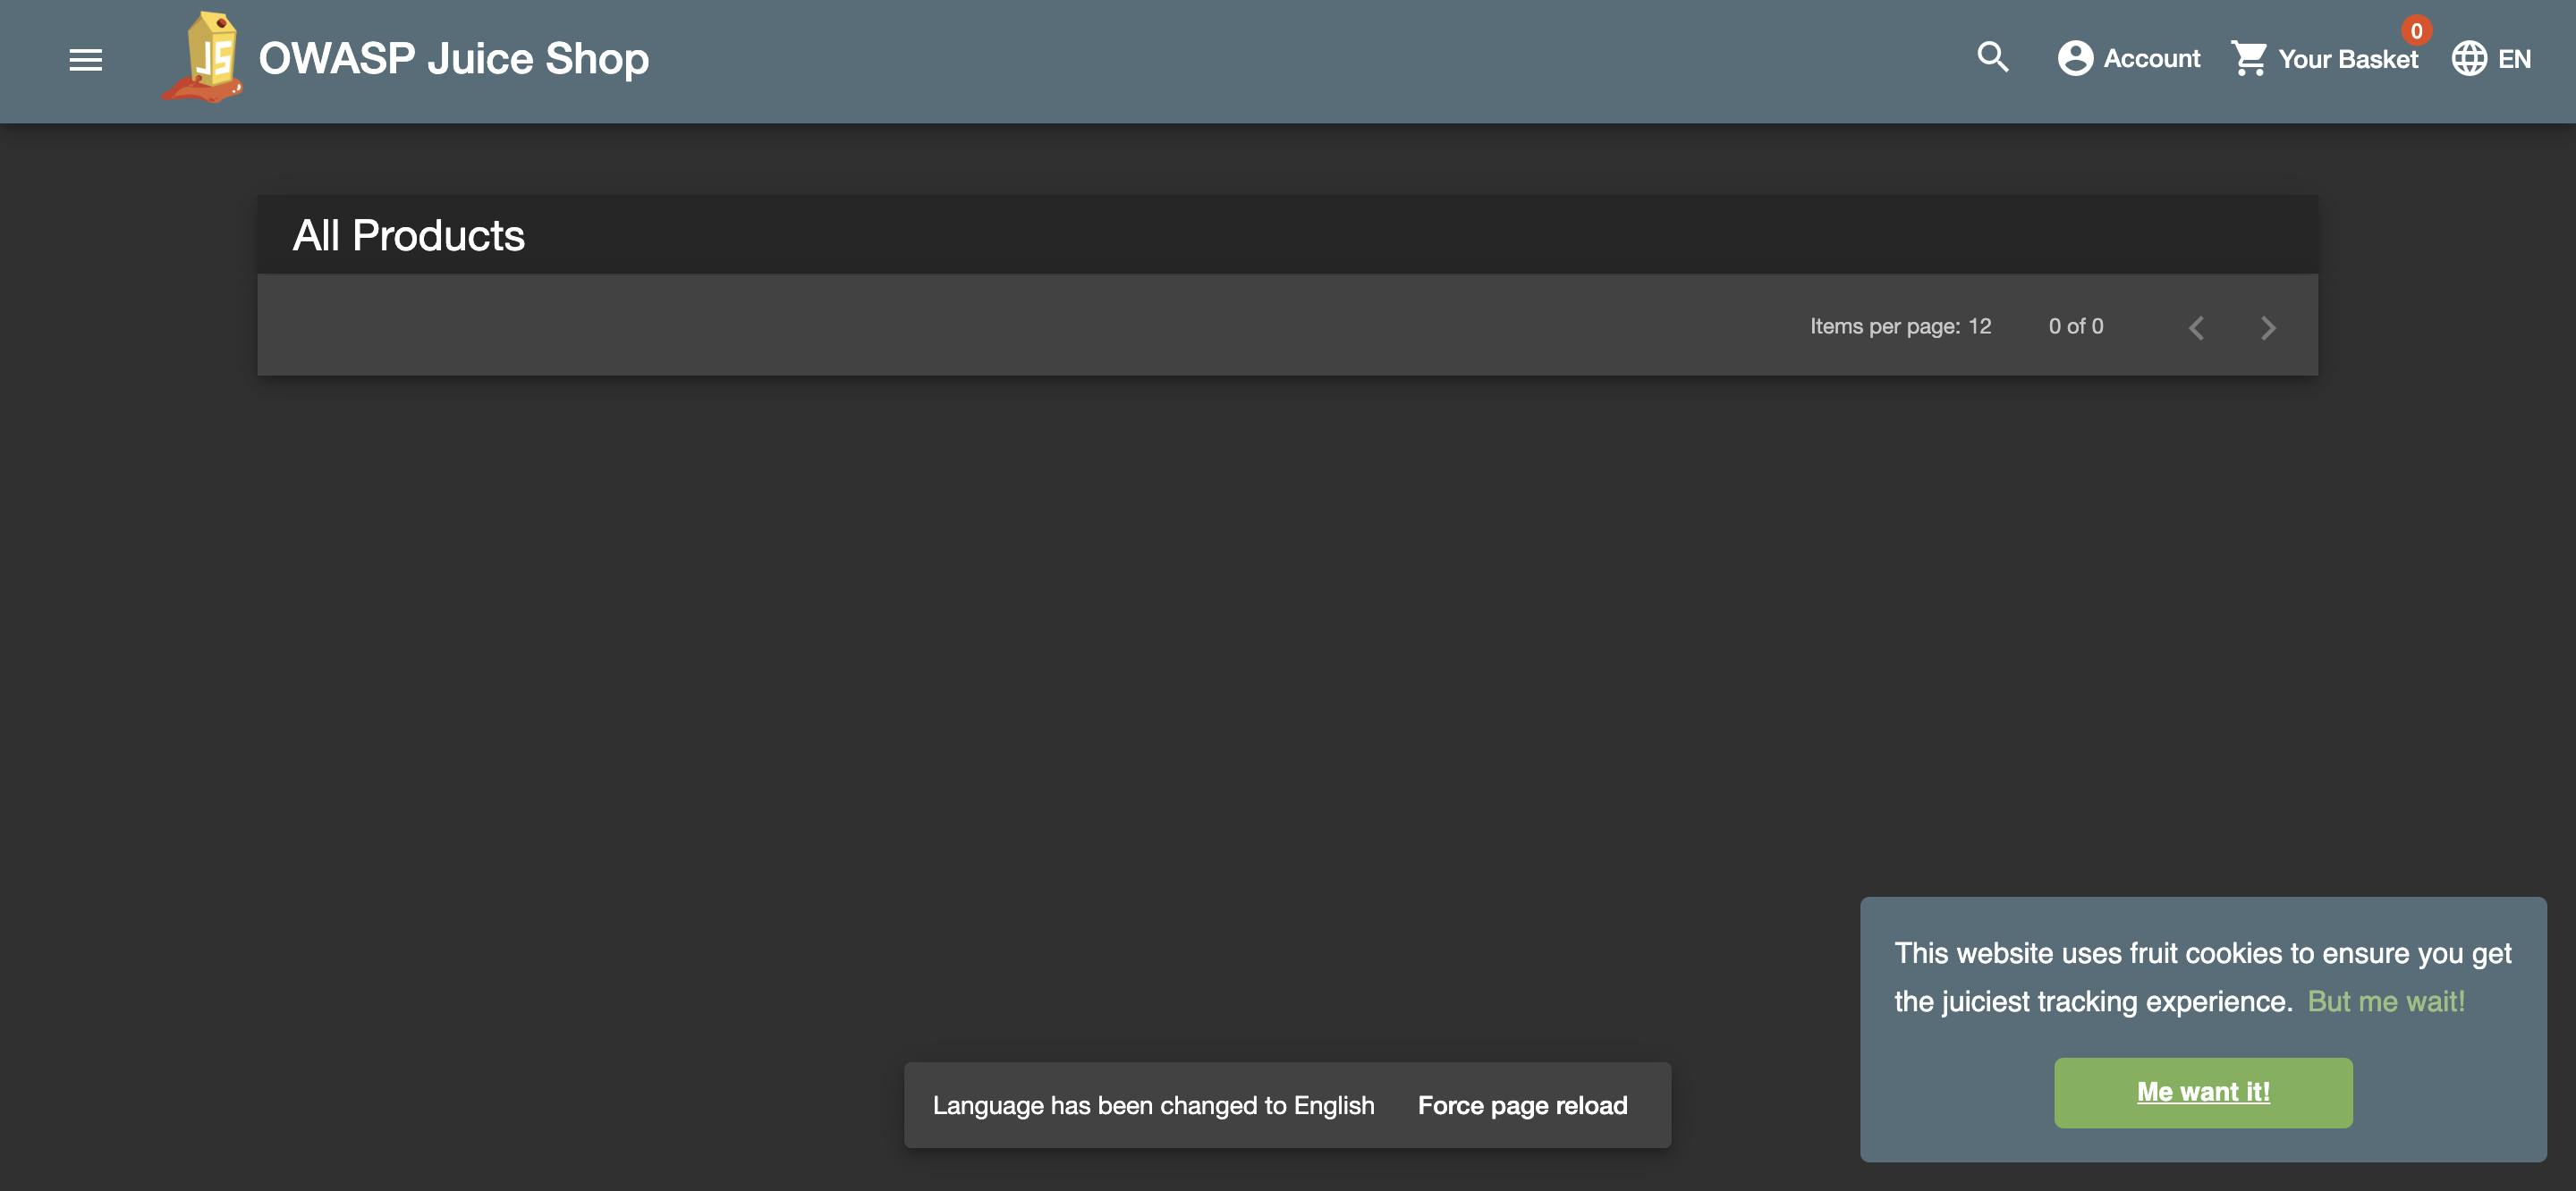 JS
OWASP Juice Shop
Account
0
Your Basket
EN
All Products
Items per page: 12
0 of 0
This website uses fruit cookies to ensure you get
the juiciest tracking experience. But me wait!
Me want it!
Language has been changed to English
Force page reload